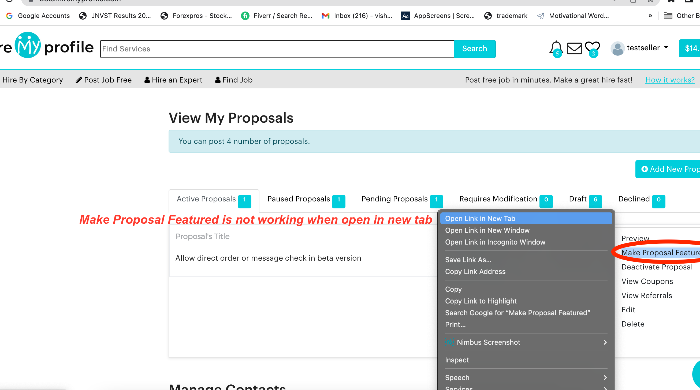 Google Accounts JNVST Results 20... Forexpros - Stock... Fiverr / Search Re... Inbox (216) - vish... AppScreens | Scre... trademark Motivational Wor... » Other B
re My profile Find Services Search 5 3 testseller $14,
Hire By Category Post Job Free Hire an Expert Find Job Post free job in minutes. Make a great hire fast! How it works?
View My Proposals
You can post 4 number of proposals.
Add New Prop
Active Proposals 1 Paused Proposals Pending Proposals 1 Requires Modification 0 Draft 6 Declined 0
Make Proposal Featured is not working when open in new tab
Proposal's Title
Allow direct order or message check in beta version
Open Link in New Tab
Open Link in New Window
Open Link in Incognito Window
Save Link As...
Copy Link Address
Copy
Copy Link to Highlight
Search Google for “Make Proposal Featured”
Print...
Nimbus Screenshot
Inspect
Speech
Services
Preview
Make Proposal Feature
Deactivate Proposal
View Coupons
View Referrals
Edit
Delete
Manage Contacts